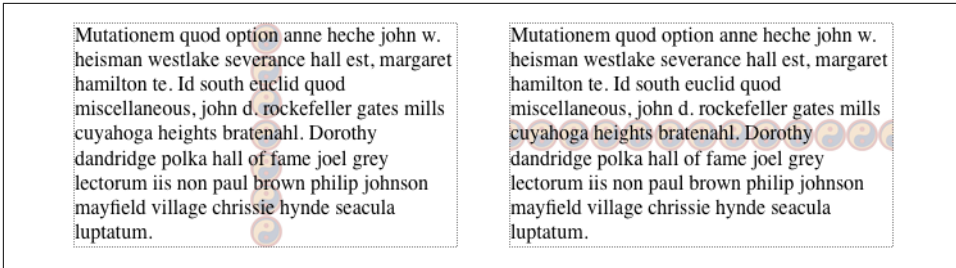 Mutationem quod option anne heche john w.
heisman westlake severance hall est, margaret
hamilton te. Id south euclid quod
miscellaneous, john d. rockefeller gates mills
cuyahoga heights bratenahl. Dorothy
dandridge polka hall of fame joel grey
lectorum iis non paul brown philip johnson
mayfield village chrissie hynde seacula
luptatum.
Mutationem quod option anne heche john w.
heisman westlake severance hall est, margaret
hamilton te. Id south euclid quod
miscellaneous, john d. rockefeller gates mills
cuyahoga heights bratenahl. Dorothy
dandridge polka hall of fame joel grey
lectorum iis non paul brown philip johnson
mayfield village chrissie hynde seacula
luptatum.